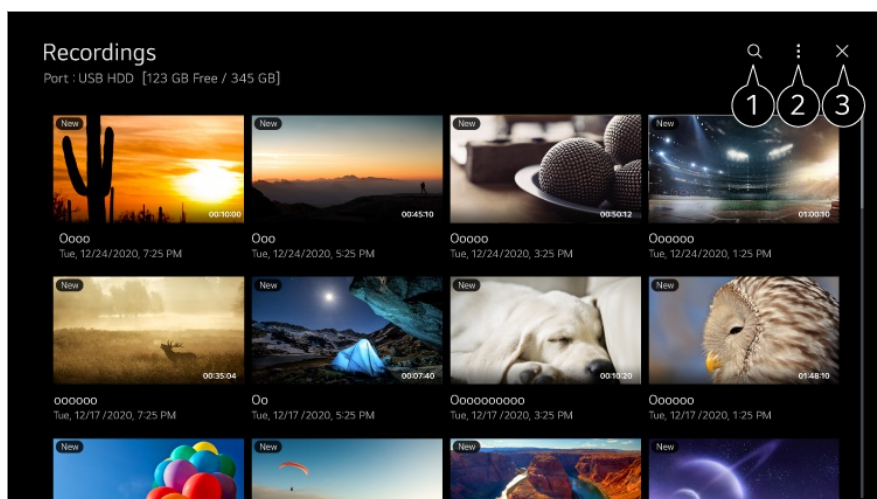 Recordings
Port : USB HDD [123 GB Free / 345 GB]
1 2 3
New New New New
00:10:00 00:45:10 00:50:12 01:00:10
Oooo Ooo Ooooo Oooooo
Tue, 12/24/2020, 7:25 PM Tue, 12/24/2020, 5:25 PM Tue, 12/24/2020, 3:25 PM Tue, 12/24/2020, 1:25 PM
New New New New
00:35:04 00:07:40 00:10:20 01:48:10
oooooo Oo Oooooooooo Oooooo
Tue, 12/17/2020, 7:25 PM Tue, 12/17/2020, 5:25 PM Tue, 12/17/2020, 3:25 PM Tue, 12/17/2020, 1:25 PM
New New New New